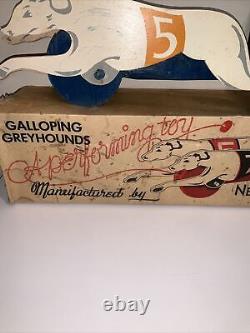 5
GALLOPING
GREYHOUNDS
A performing toy
Manufactured by
NE